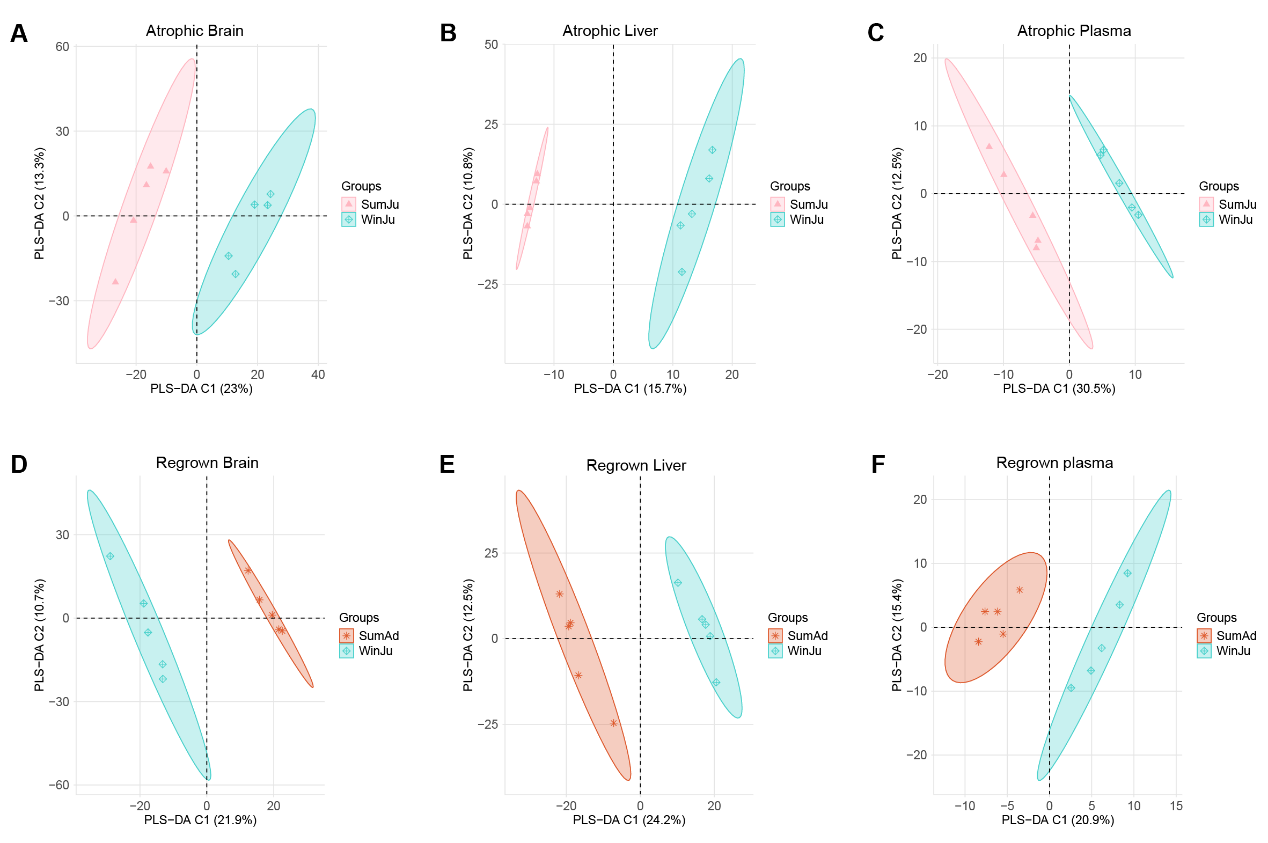 A
Atrophic Brain
60
30
0
−30
−20
0
20
40
PLS−DA C2 (13.3%)
PLS−DA C1 (23%)
Groups
SumJu
WinJu
B
Atrophic Liver
50
25
0
−25
−10
0
10
20
PLS−DA C2 (10.8%)
PLS−DA C1 (15.7%)
Groups
SumJu
WinJu
C
Atrophic Plasma
20
10
0
−10
−20
−20
−10
0
10
PLS−DA C2 (12.5%)
PLS−DA C1 (30.5%)
Groups
SumJu
WinJu
D
Regrown Brain
30
0
−30
−60
−20
0
20
PLS−DA C2 (10.7%)
PLS−DA C1 (21.9%)
Groups
SumAd
WinJu
E
Regrown Liver
25
0
−25
−20
0
20
PLS−DA C2 (12.5%)
PLS−DA C1 (24.2%)
Groups
SumAd
WinJu
F
Regrown plasma
20
10
0
−10
−20
−10
−5
0
5
10
15
PLS−DA C2 (15.4%)
PLS−DA C1 (20.9%)
Groups
SumAd
WinJu